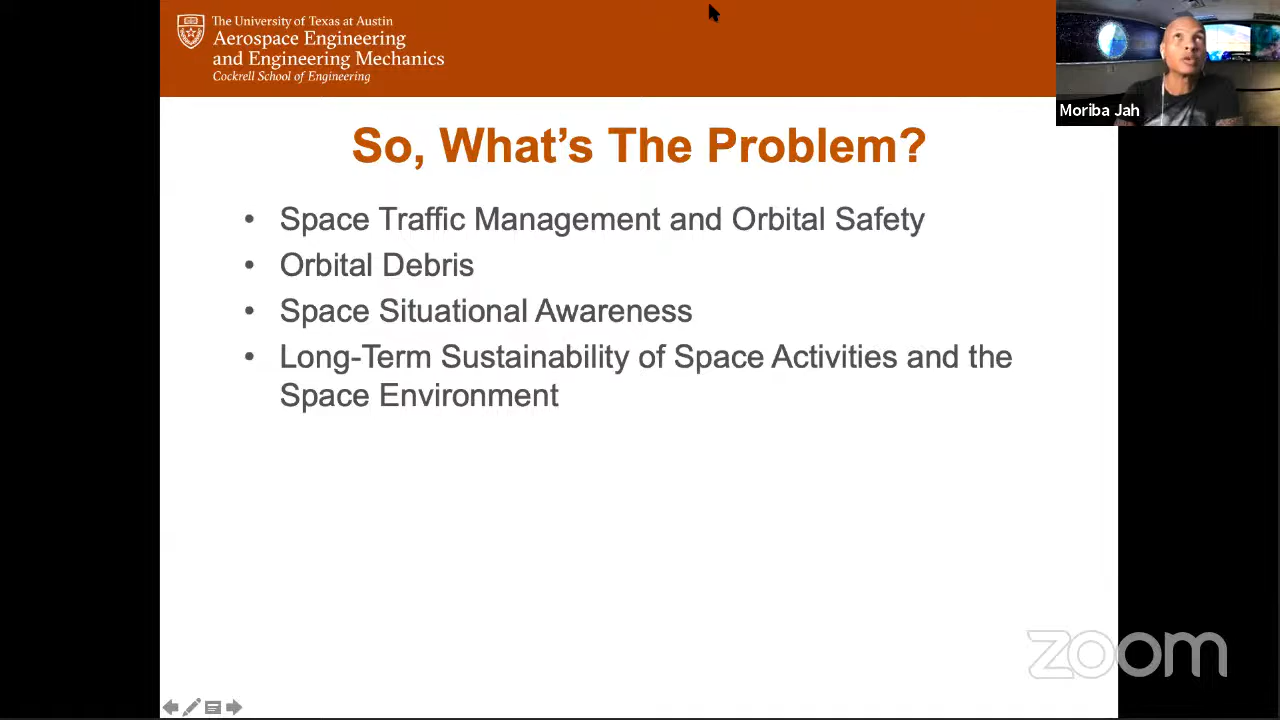 The University of Texas at Austin
Aerospace Engineering
and Engineering Mechanics
Cockrell School of Engineering
Moriba Jah
So, What's The Problem?
• Space Traffic Management and Orbital Safety
• Orbital Debris
• Space Situational Awareness
• Long-Term Sustainability of Space Activities and the
Space Environment
zoom